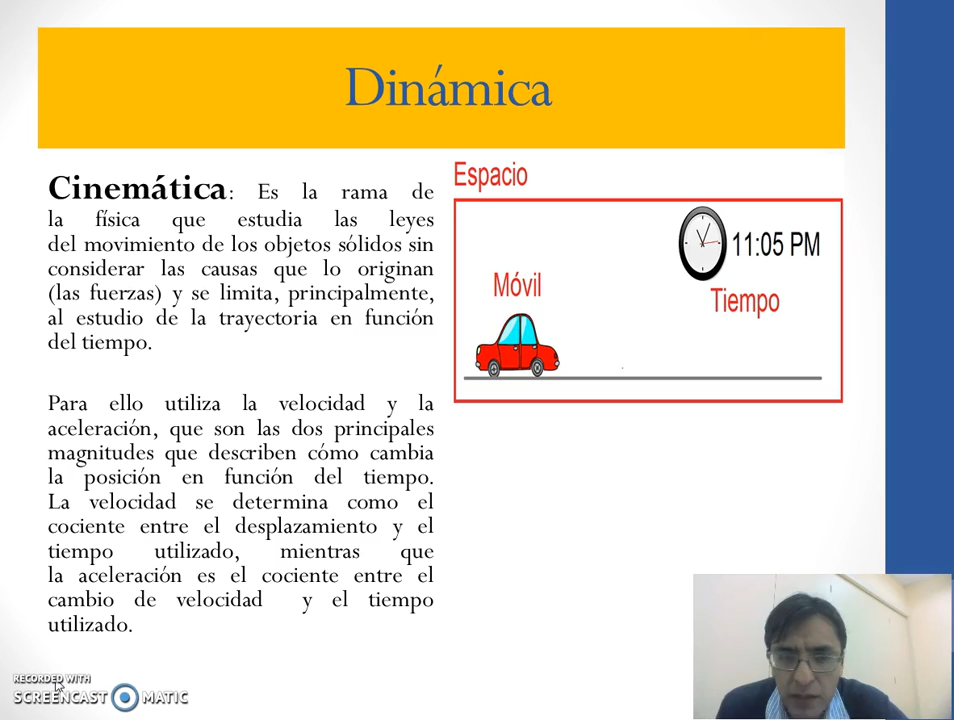 Dinámica
Cinemática: Es la rama de
la física que estudia las leyes
del movimiento de los objetos sólidos sin
considerar las causas que lo originan
(las fuerzas) y se limita, principalmente,
al estudio de la trayectoria en función
del tiempo.
Para ello utiliza la velocidad y la
aceleración, que son las dos principales
magnitudes que describen cómo cambia
la posición en función del tiempo.
La velocidad se determina como el
cociente entre el desplazamiento y el
tiempo utilizado, mientras que
la aceleración es el cociente entre el
cambio de velocidad y el tiempo
utilizado.
Espacio
11:05 PM
Móvil
Tiempo
RECORDED WITH
SCREENCAST MATIC